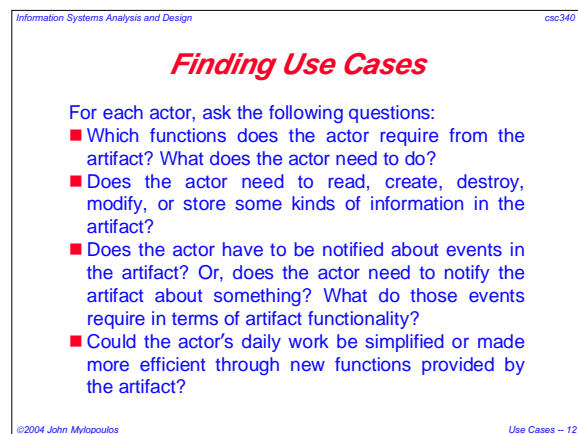 Information Systems Analysis and Design
csc340
Finding Use Cases
For each actor, ask the following questions:
■ Which functions does the actor require from the
artifact? What does the actor need to do?
■ Does the actor need to read, create, destroy,
modify, or store some kinds of information in the
artifact?
■ Does the actor have to be notified about events in
the artifact? Or, does the actor need to notify the
artifact about something? What do those events
require in terms of artifact functionality?
■ Could the actor′s daily work be simplified or made
more efficient through new functions provided by
the artifact?
©2004 John Mylopoulos
Use Cases -- 12